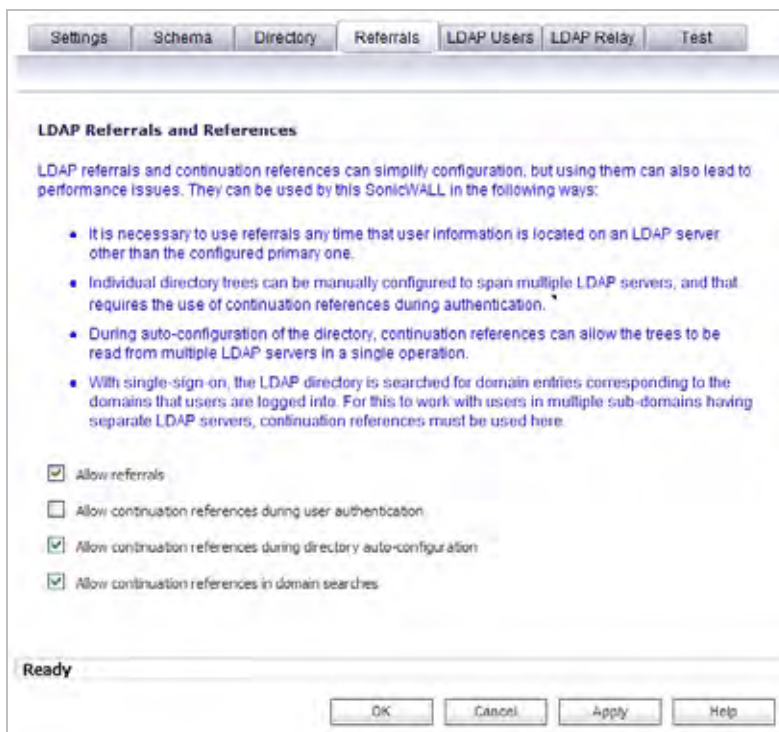 Settings Schema Directory Referrals LDAP Users LDAP Relay Test
LDAP Referrals and References
LDAP referrals and continuation references can simplify configuration, but using them can also lead to
performance issues. They can be used by this SonicWALL in the following ways:
• It is necessary to use referrals any time that user information is located on an LDAP server
other than the configured primary one.
• Individual directory trees can be manually configured to span multiple LDAP servers, and that
requires the use of continuation references during authentication.
• During auto-configuration of the directory, continuation references can allow the trees to be
read from multiple LDAP servers in a single operation.
• With single-sign-on, the LDAP directory is searched for domain entries corresponding to the
domains that users are logged into. For this to work with users in multiple sub-domains having
separate LDAP servers, continuation references must be used here.
Allow referrals
Allow continuation references during user authentication
Allow continuation references during directory auto-configuration
Allow continuation references in domain searches
Ready
OK Cancel Apply Help